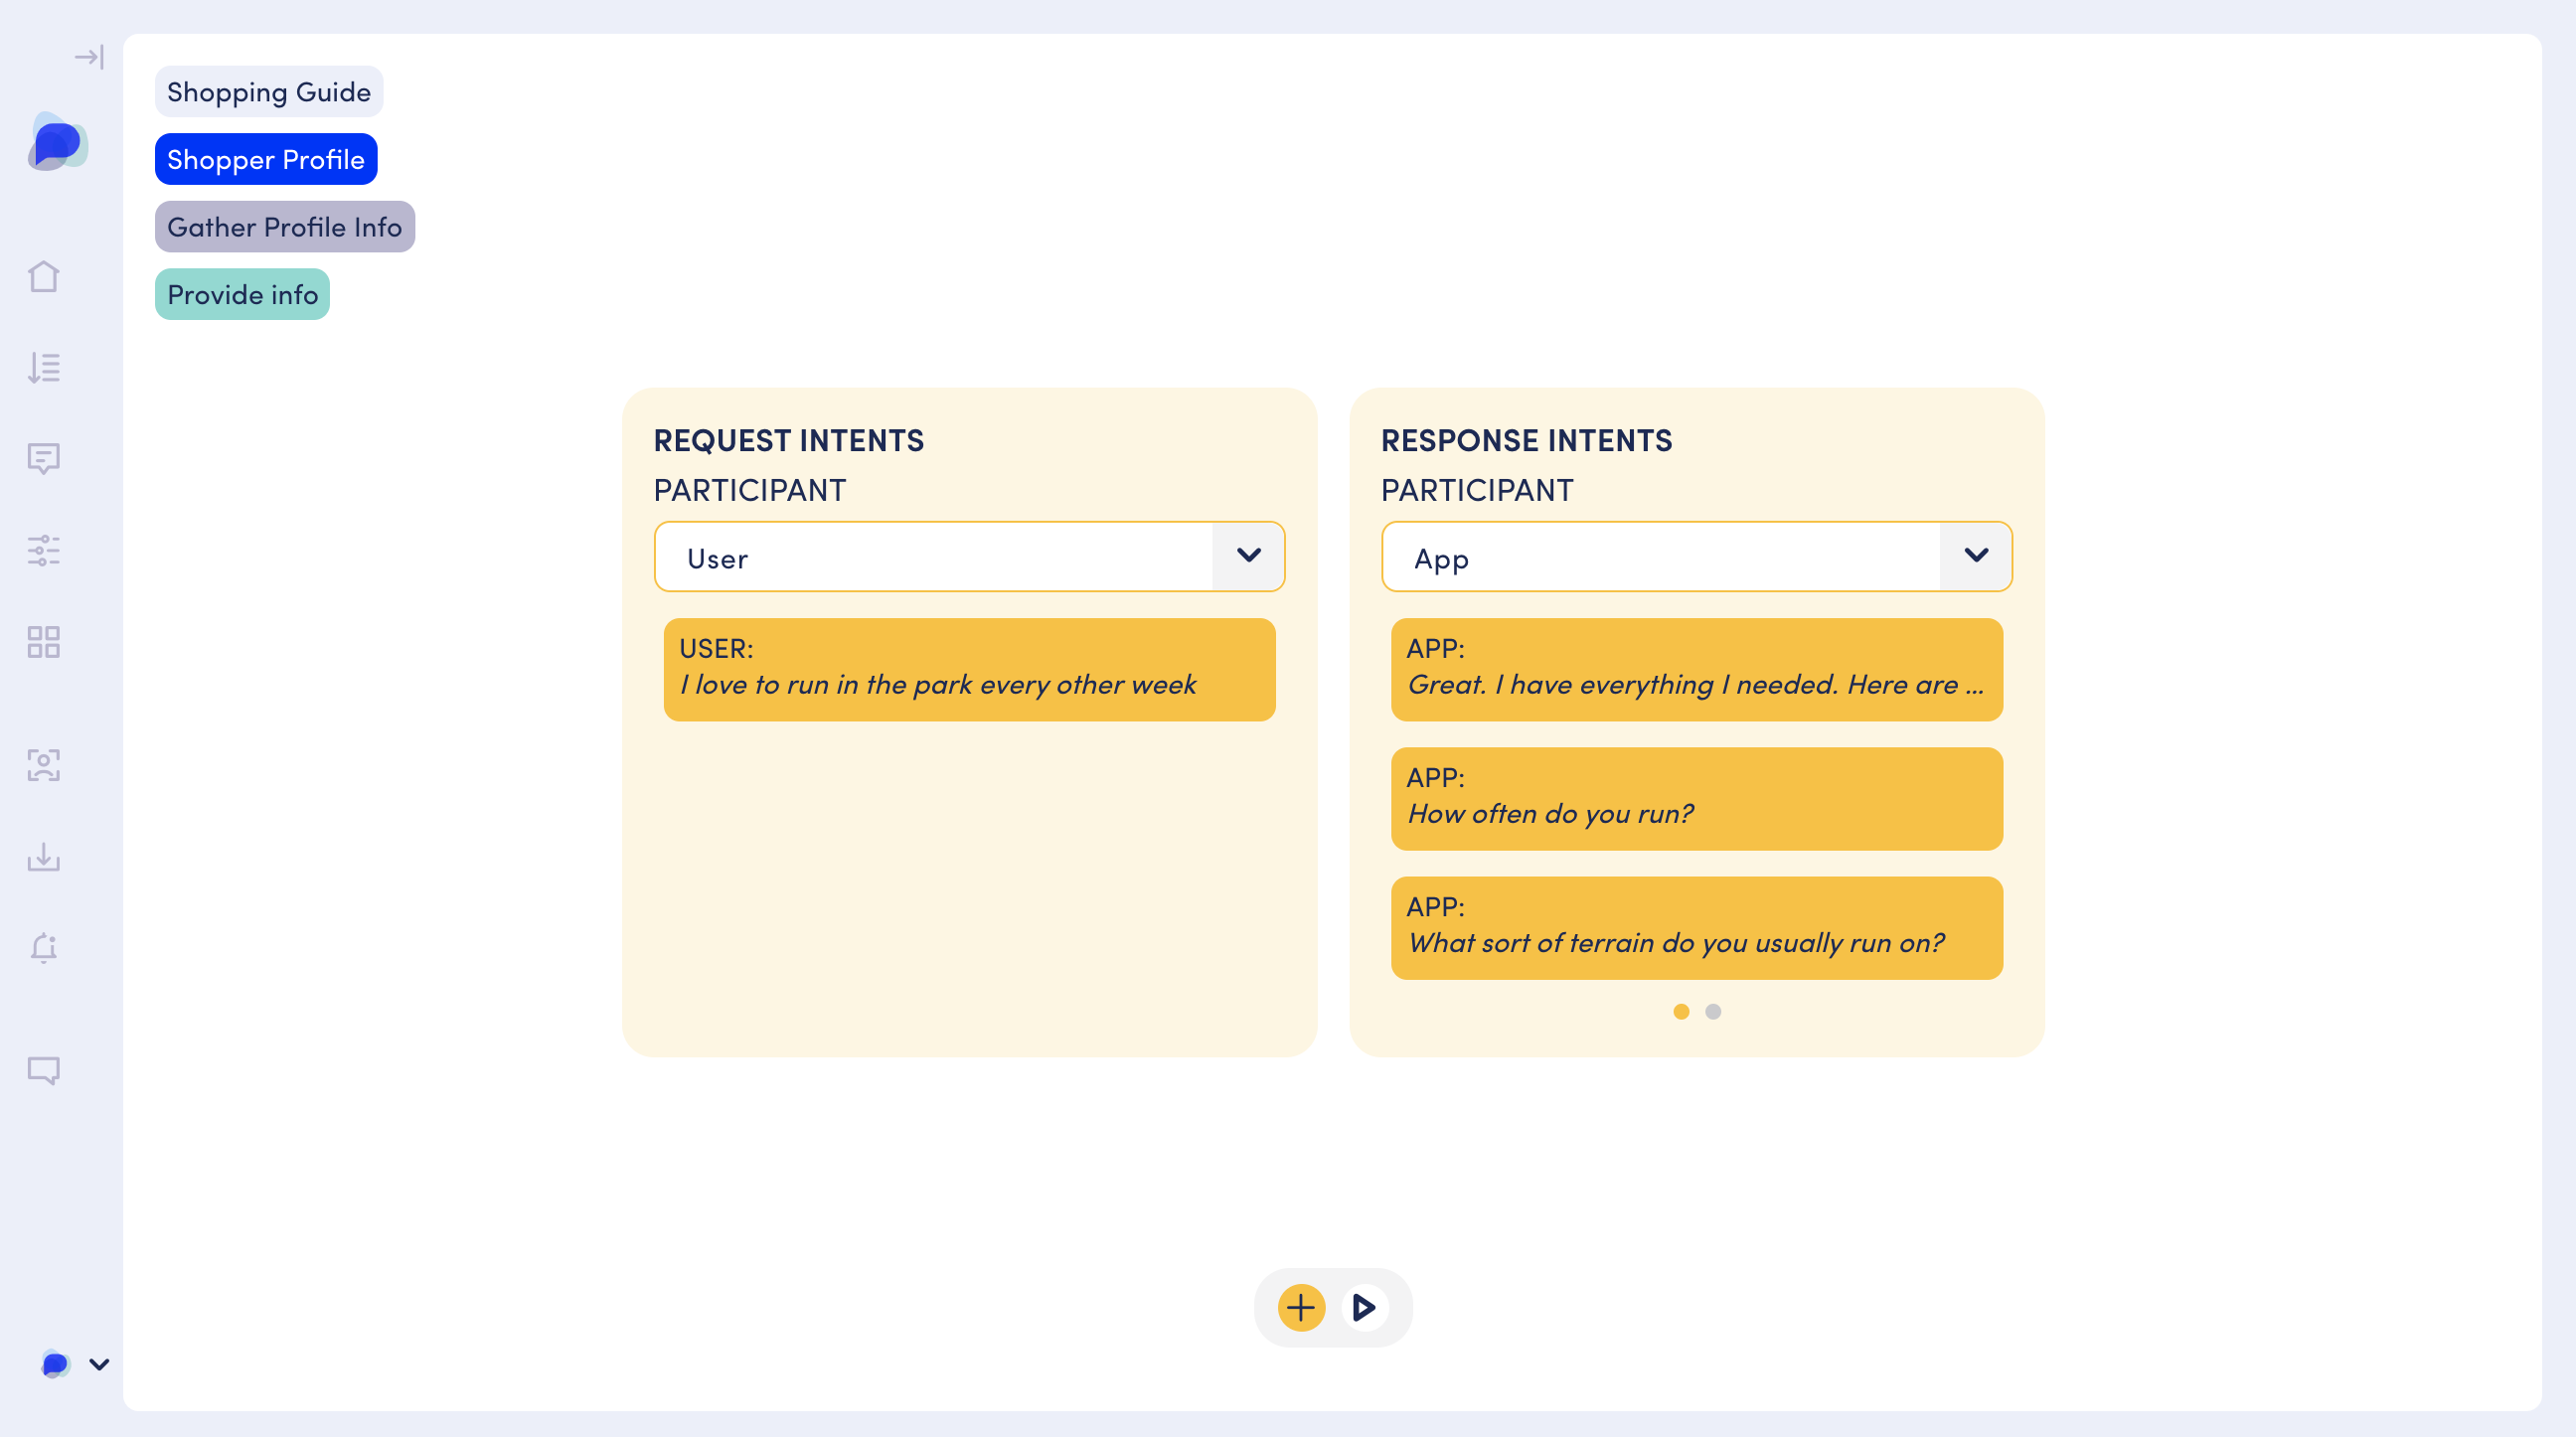 Shopping Guide
Shopper Profile
Gather Profile Info
Provide info
REQUEST INTENTS
PARTICIPANT
User
USER:
I love to run in the park every other week
RESPONSE INTENTS
PARTICIPANT
App
APP:
Great. I have everything I needed. Here are ...
APP:
How often do you run?
APP:
What sort of terrain do you usually run on?